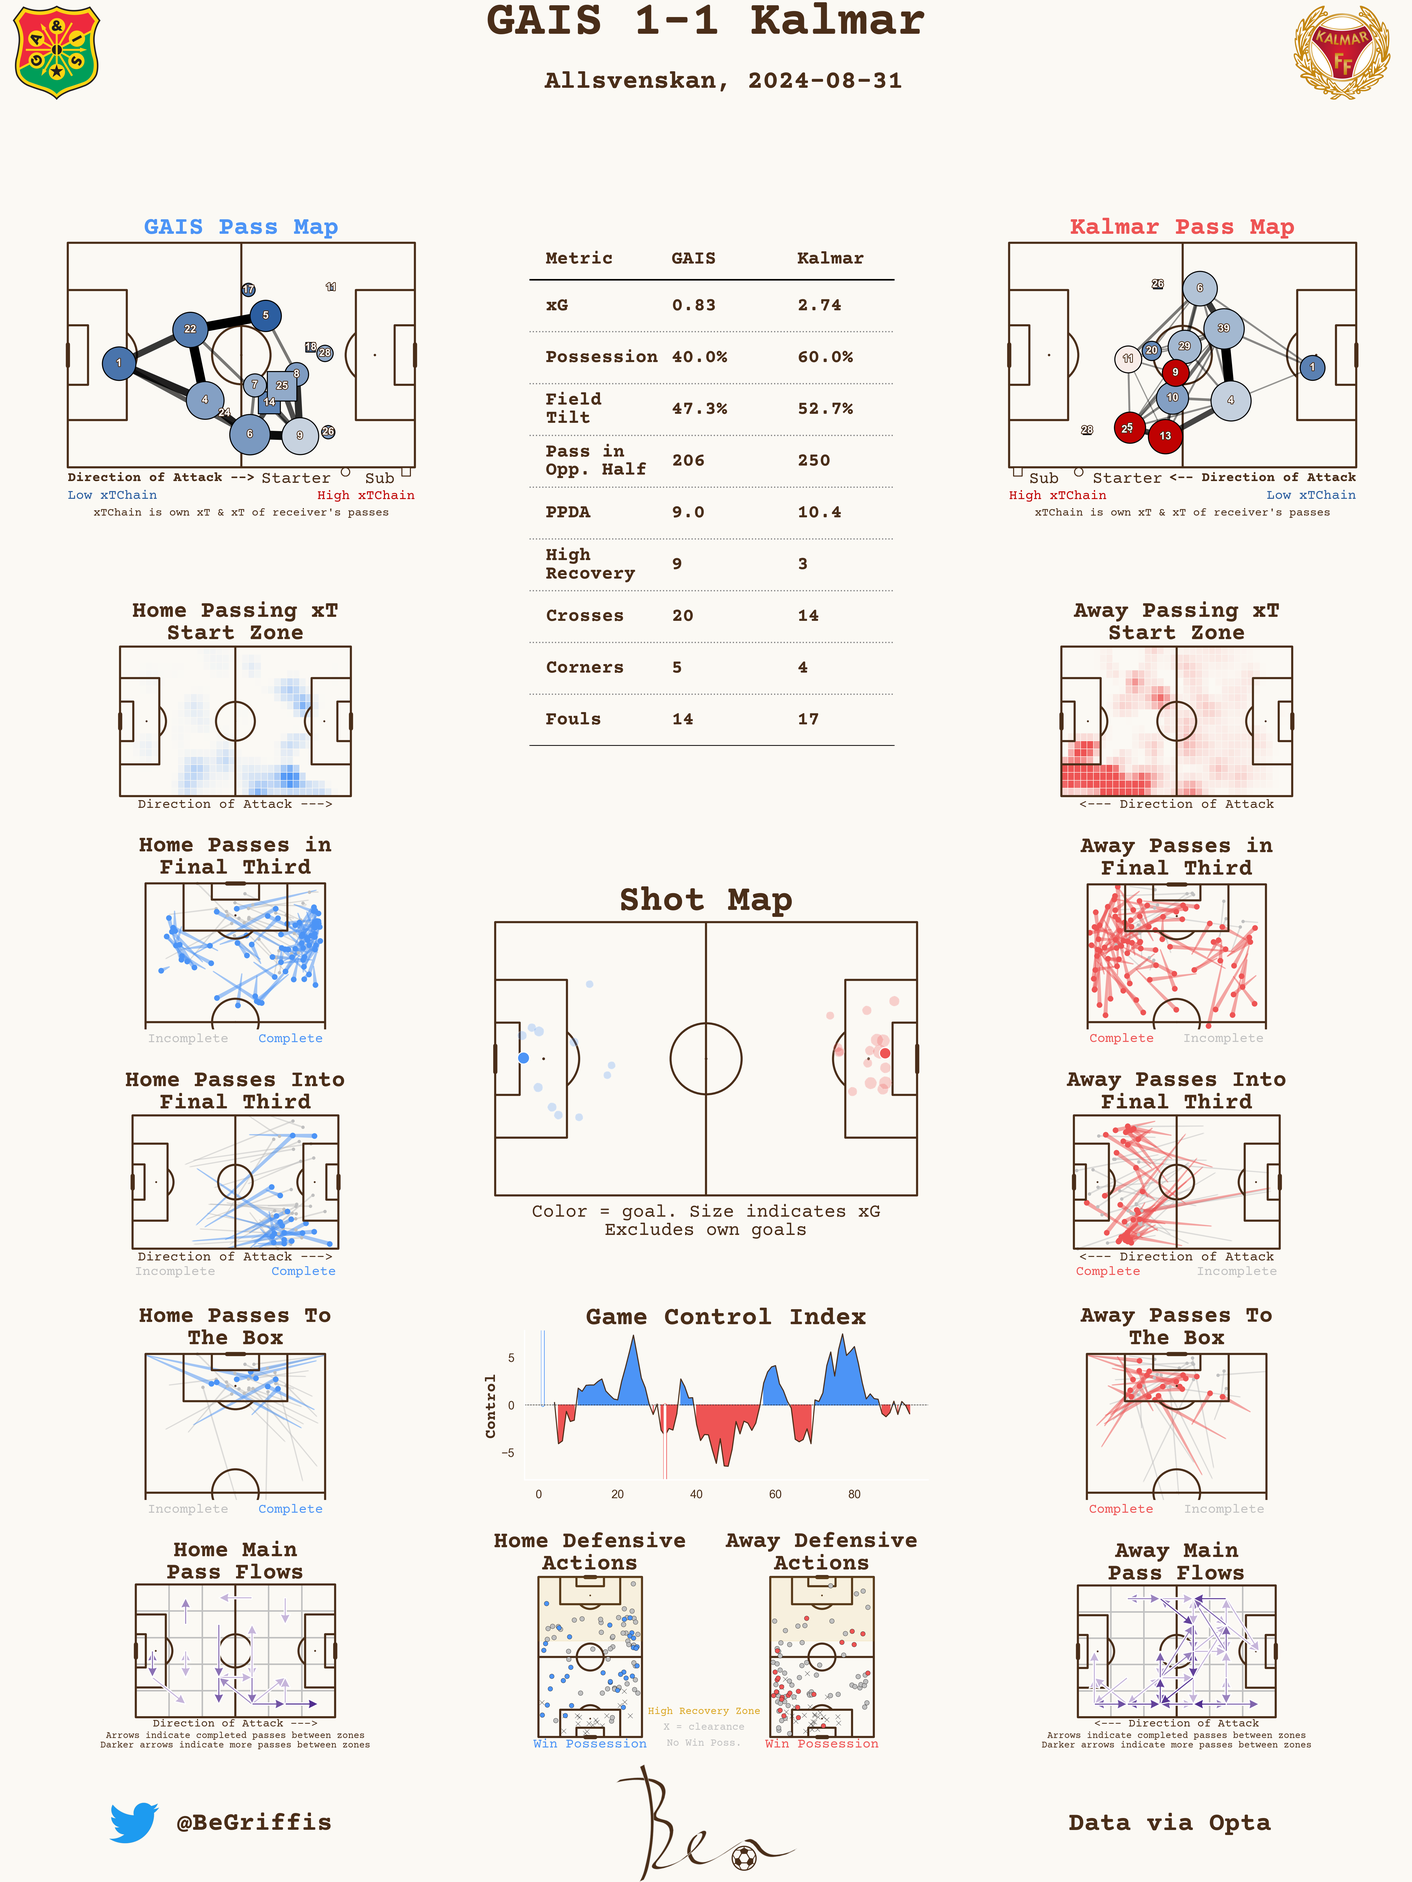 GAIS 1-1 Kalmar
Allsvenskan, 2024-08-31
G A & I S
KALMAR
FF
GAIS Pass Map
17
11
5
22
18
28
1
8
7
25
4
14
24
6
9
26
Direction of Attack --> Starter Sub
Low xTChain High xTChain
xTChain is own xT & xT of receiver's passes
Metric GAIS Kalmar
xG 0.83 2.74
Possession 40.0% 60.0%
Field
Tilt 47.3% 52.7%
Pass in
Opp. Half 206 250
PPDA 9.0 10.4
High
Recovery 9 3
Crosses 20 14
Corners 5 4
Fouls 14 17
Kalmar Pass Map
26
6
39
29
20
11
9
1
10
4
5
13
28
Sub Starter <-- Direction of Attack
High xTChain Low xTChain
xTChain is own xT & xT of receiver's passes
Home Passing xT
Start Zone
Direction of Attack --->
Away Passing xT
Start Zone
<--- Direction of Attack
Home Passes in
Final Third
Incomplete Complete
Away Passes in
Final Third
Complete Incomplete
Shot Map
Color = goal. Size indicates xG
Excludes own goals
Home Passes Into
Final Third
Direction of Attack --->
Incomplete Complete
Away Passes Into
Final Third
<--- Direction of Attack
Complete Incomplete
Home Passes To
The Box
Incomplete Complete
Game Control Index
Control
5
0
−5
0 20 40 60 80
Away Passes To
The Box
Complete Incomplete
Home Main
Pass Flows
Direction of Attack --->
Arrows indicate completed passes between zones
Darker arrows indicate more passes between zones
Home Defensive
Actions
Win Possession
Away Defensive
Actions
Win Possession
High Recovery Zone
X = clearance
No Win Poss.
Away Main
Pass Flows
<--- Direction of Attack
Arrows indicate completed passes between zones
Darker arrows indicate more passes between zones
@BeGriffis
Ben
Data via Opta